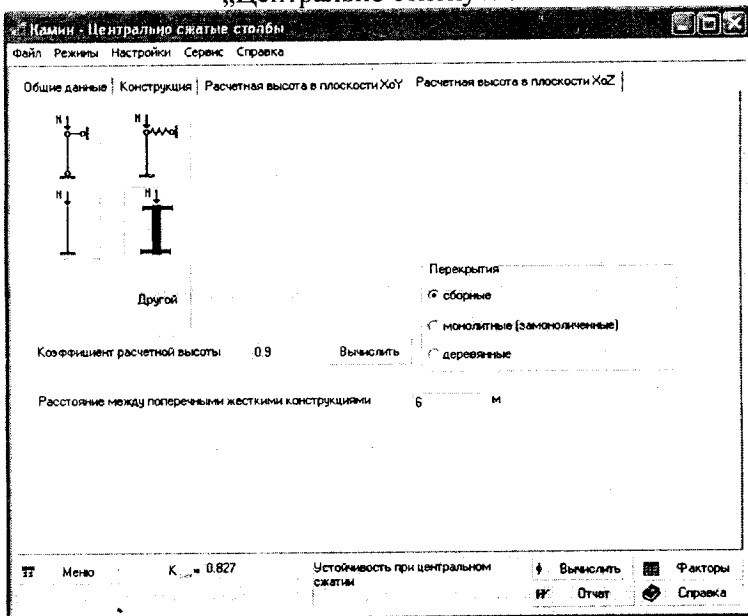 Камин - Центрально сжатые столбы
Файл Режимы Настройки Сервис Справка
Общие данные Конструкция Расчетная высота в плоскости XoY Расчетная высота в плоскости XoZ
N N
N N
Другой
Перекрытия
сборные
монолитные (замоноличенные)
деревянные
Коэффициент расчетной высоты 0.9 Вычислить
Расстояние между поперечными жесткими конструкциями 6 м
Меню K = 0.827 Устойчивость при центральном сжатии Вычислить Факторы
Отчет Справка